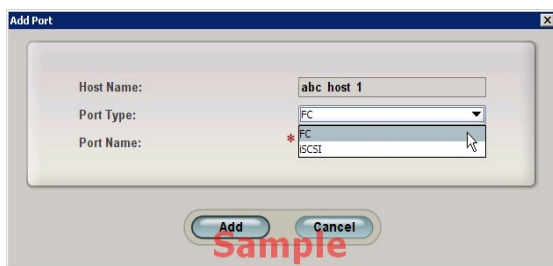 Add Port
Host Name: abc host 1
Port Type: FC
Port Name: * FC
iSCSI
Add Cancel
Sample